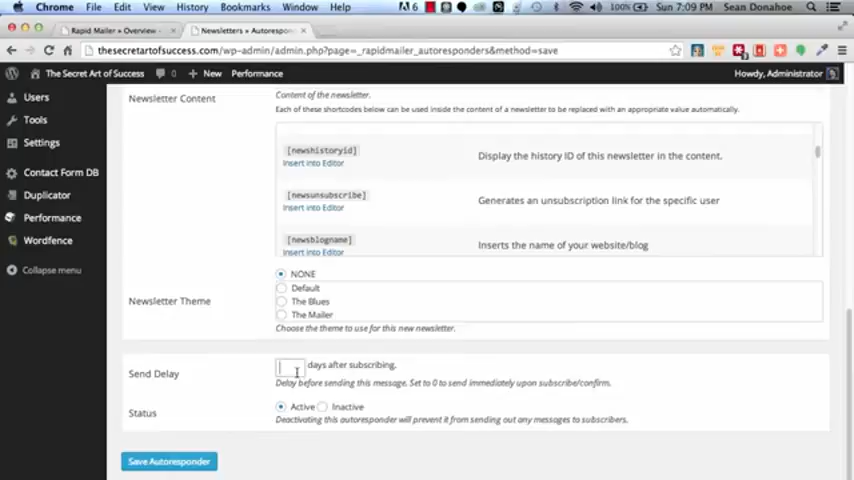 Chrome File Edit View History Bookmarks Window Help 6 100% Sun 7:09 PM Sean Donahoe
Rapid Mailer » Overview - Newsletters » Autorespon
thesecretartofsuccess.com/wp-admin/admin.php?page=_rapidmailer_autoresponders&method=save
The Secret Art of Success 0 + New Performance Howdy, Administrator
Users
Tools
Settings
Contact Form DB
Duplicator
Performance
Wordfence
Collapse menu
Newsletter Content
Content of the newsletter.
Each of these shortcodes below can be used inside the content of a newsletter to be replaced with an appropriate value automatically.
[newshistoryid]
Insert into Editor
Display the history ID of this newsletter in the content.
[newsunsubscribe]
Insert into Editor
Generates an unsubscription link for the specific user
[newsblogname]
Insert into Editor
Inserts the name of your website/blog
Newsletter Theme
NONE
Default
The Blues
The Mailer
Choose the theme to use for this new newsletter.
Send Delay
days after subscribing.
Delay before sending this message. Set to 0 to send immediately upon subscribe/confirm.
Status
Active Inactive
Deactivating this autoresponder will prevent it from sending out any messages to subscribers.
Save Autoresponder